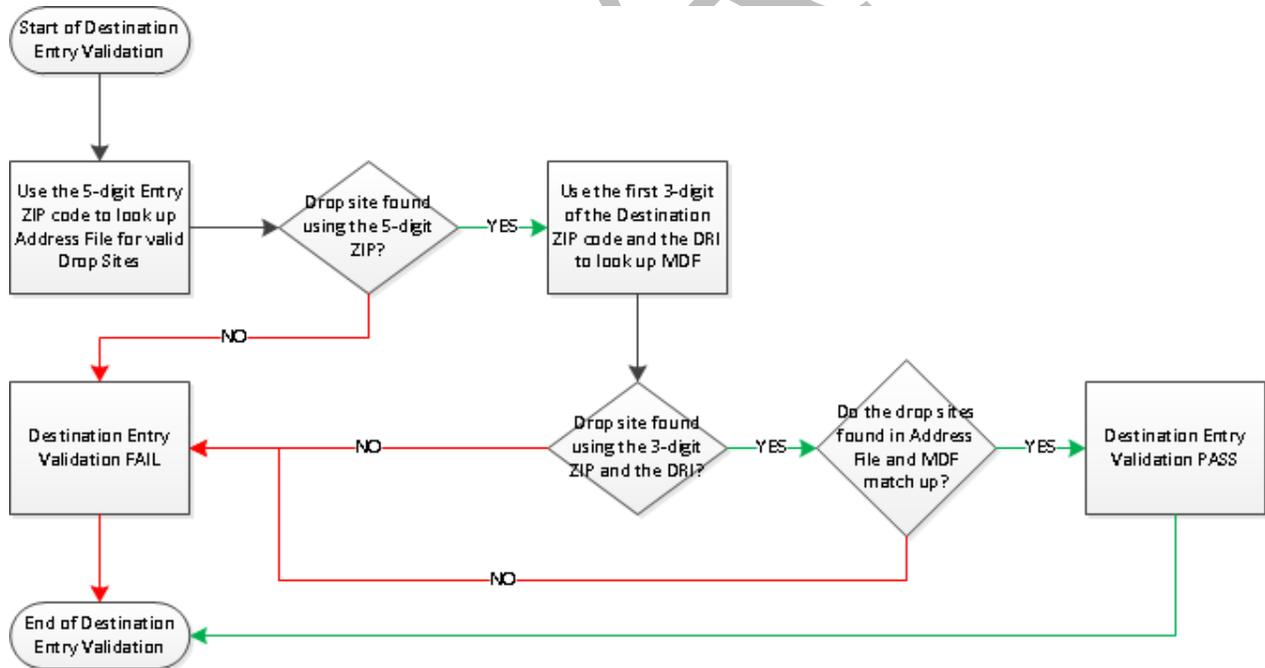 Start of Destination
Entry Validation
Use the 5-digit Entry
ZIP code to look up
Address File for valid
Drop Sites
Drop site found
using the 5-digit
ZIP?
YES
Use the first 3-digit
of the Destination
ZIP code and the DRI
to look up MDF
NO
Destination Entry
Validation FAIL
NO
Drop site found
using the 3-digit
ZIP and the DRI?
YES
Do the drop sites
found in Address
File and MDF
match up?
YES
Destination Entry
Validation PASS
NO
End of Destination
Entry Validation